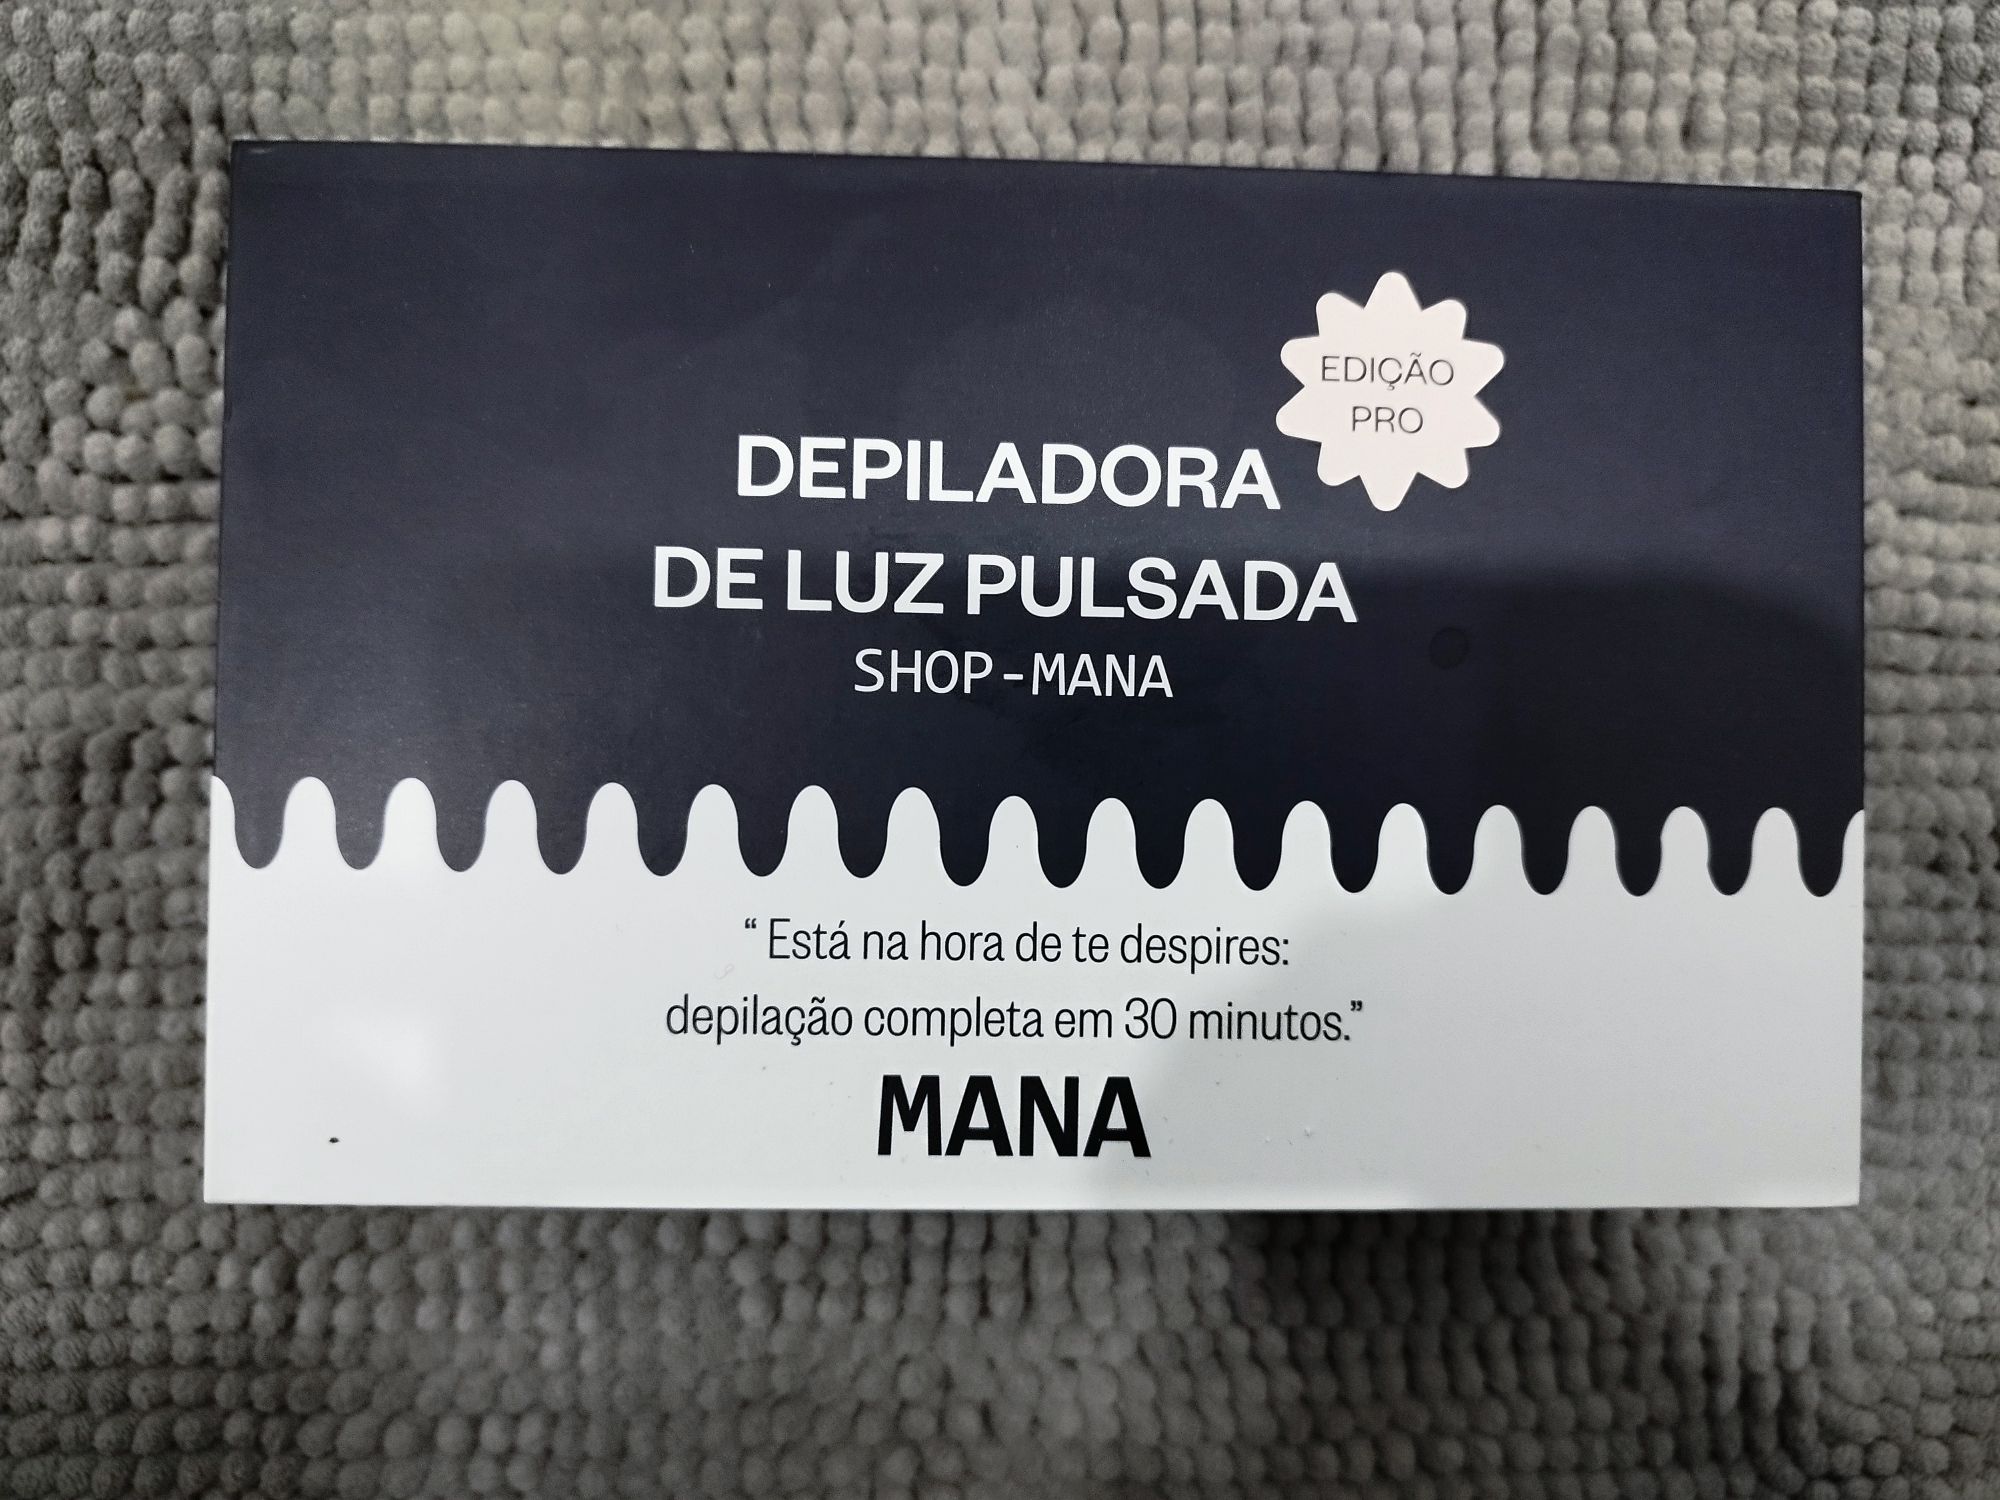 EDIÇÃO
PRO
DEPILADORA
DE LUZ PULSADA
SHOP-MANA
“Está na hora de te despires:
depilação completa em 30 minutos.”
MANA